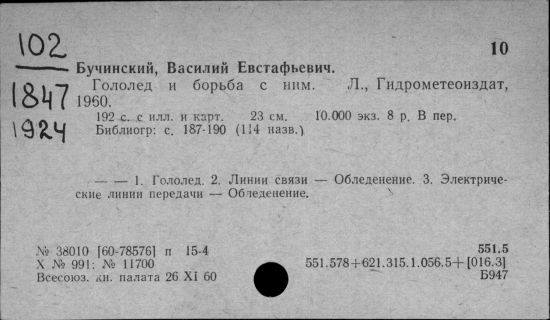 102
10
Бучинский, Василий Евстафьевич.
1847
Гололед и борьба с ним. Л., Гидрометеоиздат,
1960.
1924
192 с. с илл. и карт. 23 см. 10.000 экз. 8 р. В пер.
Библиогр: с. 187-190 (114 назв.)
— — 1. Гололед. 2. Линии связи — Обледенение. 3. Электриче-
ские линии передачи — Обледенение.
№ 38010 [60-78576] п 15-4
551.5
X № 991; № 11700
551.578+621.315.1.056.5+[016.3]
Всесоюз. кн. палата 26 XI 60
Б947